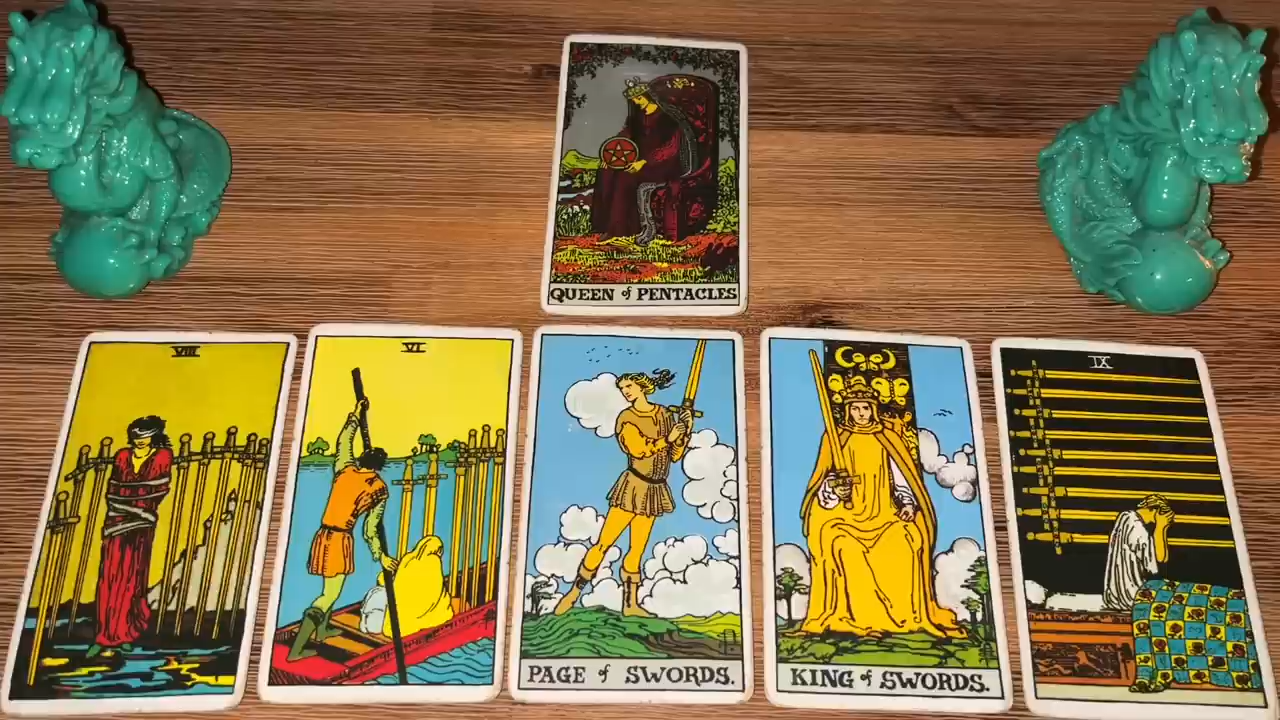 QUEEN of PENTACLES
VIII
VI
PAGE of SWORDS.
KING of SWORDS.
IX